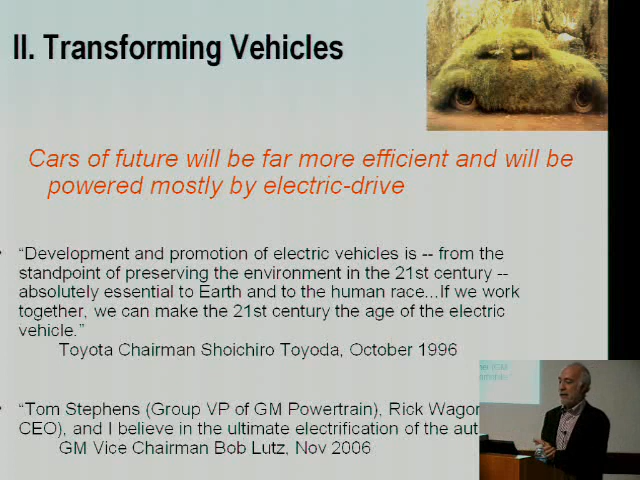 II. Transforming Vehicles
Cars of future will be far more efficient and will be
powered mostly by electric-drive
"Development and promotion of electric vehicles is -- from the
standpoint of preserving the environment in the 21st century --
absolutely essential to Earth and to the human race...If we work
together, we can make the 21st century the age of the electric
vehicle."
Toyota Chairman Shoichiro Toyoda, October 1996
"Tom Stephens (Group VP of GM Powertrain), Rick
CEO), and I believe in the ultimate electrification of the
GM Vice Chairman Bob Lutz, Nov 2006